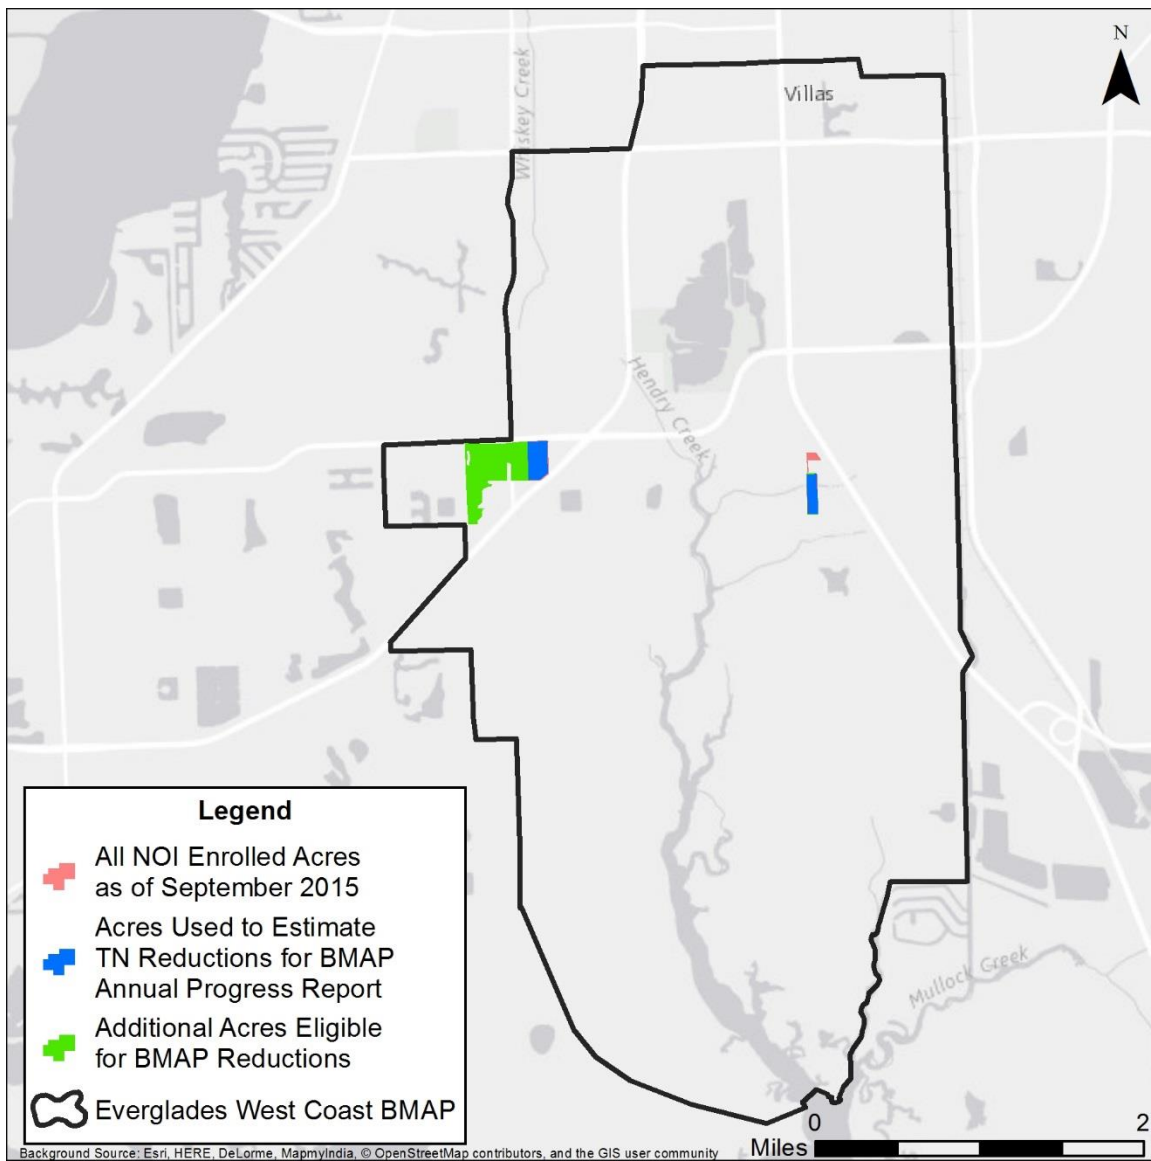 N
Villas
Whiskey Creek
Hendry Creek
Mullock Creek
Legend
All NOI Enrolled Acres
as of September 2015
Acres Used to Estimate
TN Reductions for BMAP
Annual Progress Report
Additional Acres Eligible
for BMAP Reductions
Everglades West Coast BMAP
0 2
Miles
Background Source: Esri, HERE, DeLorme, MapmyIndia, © OpenStreetMap contributors, and the GIS user community